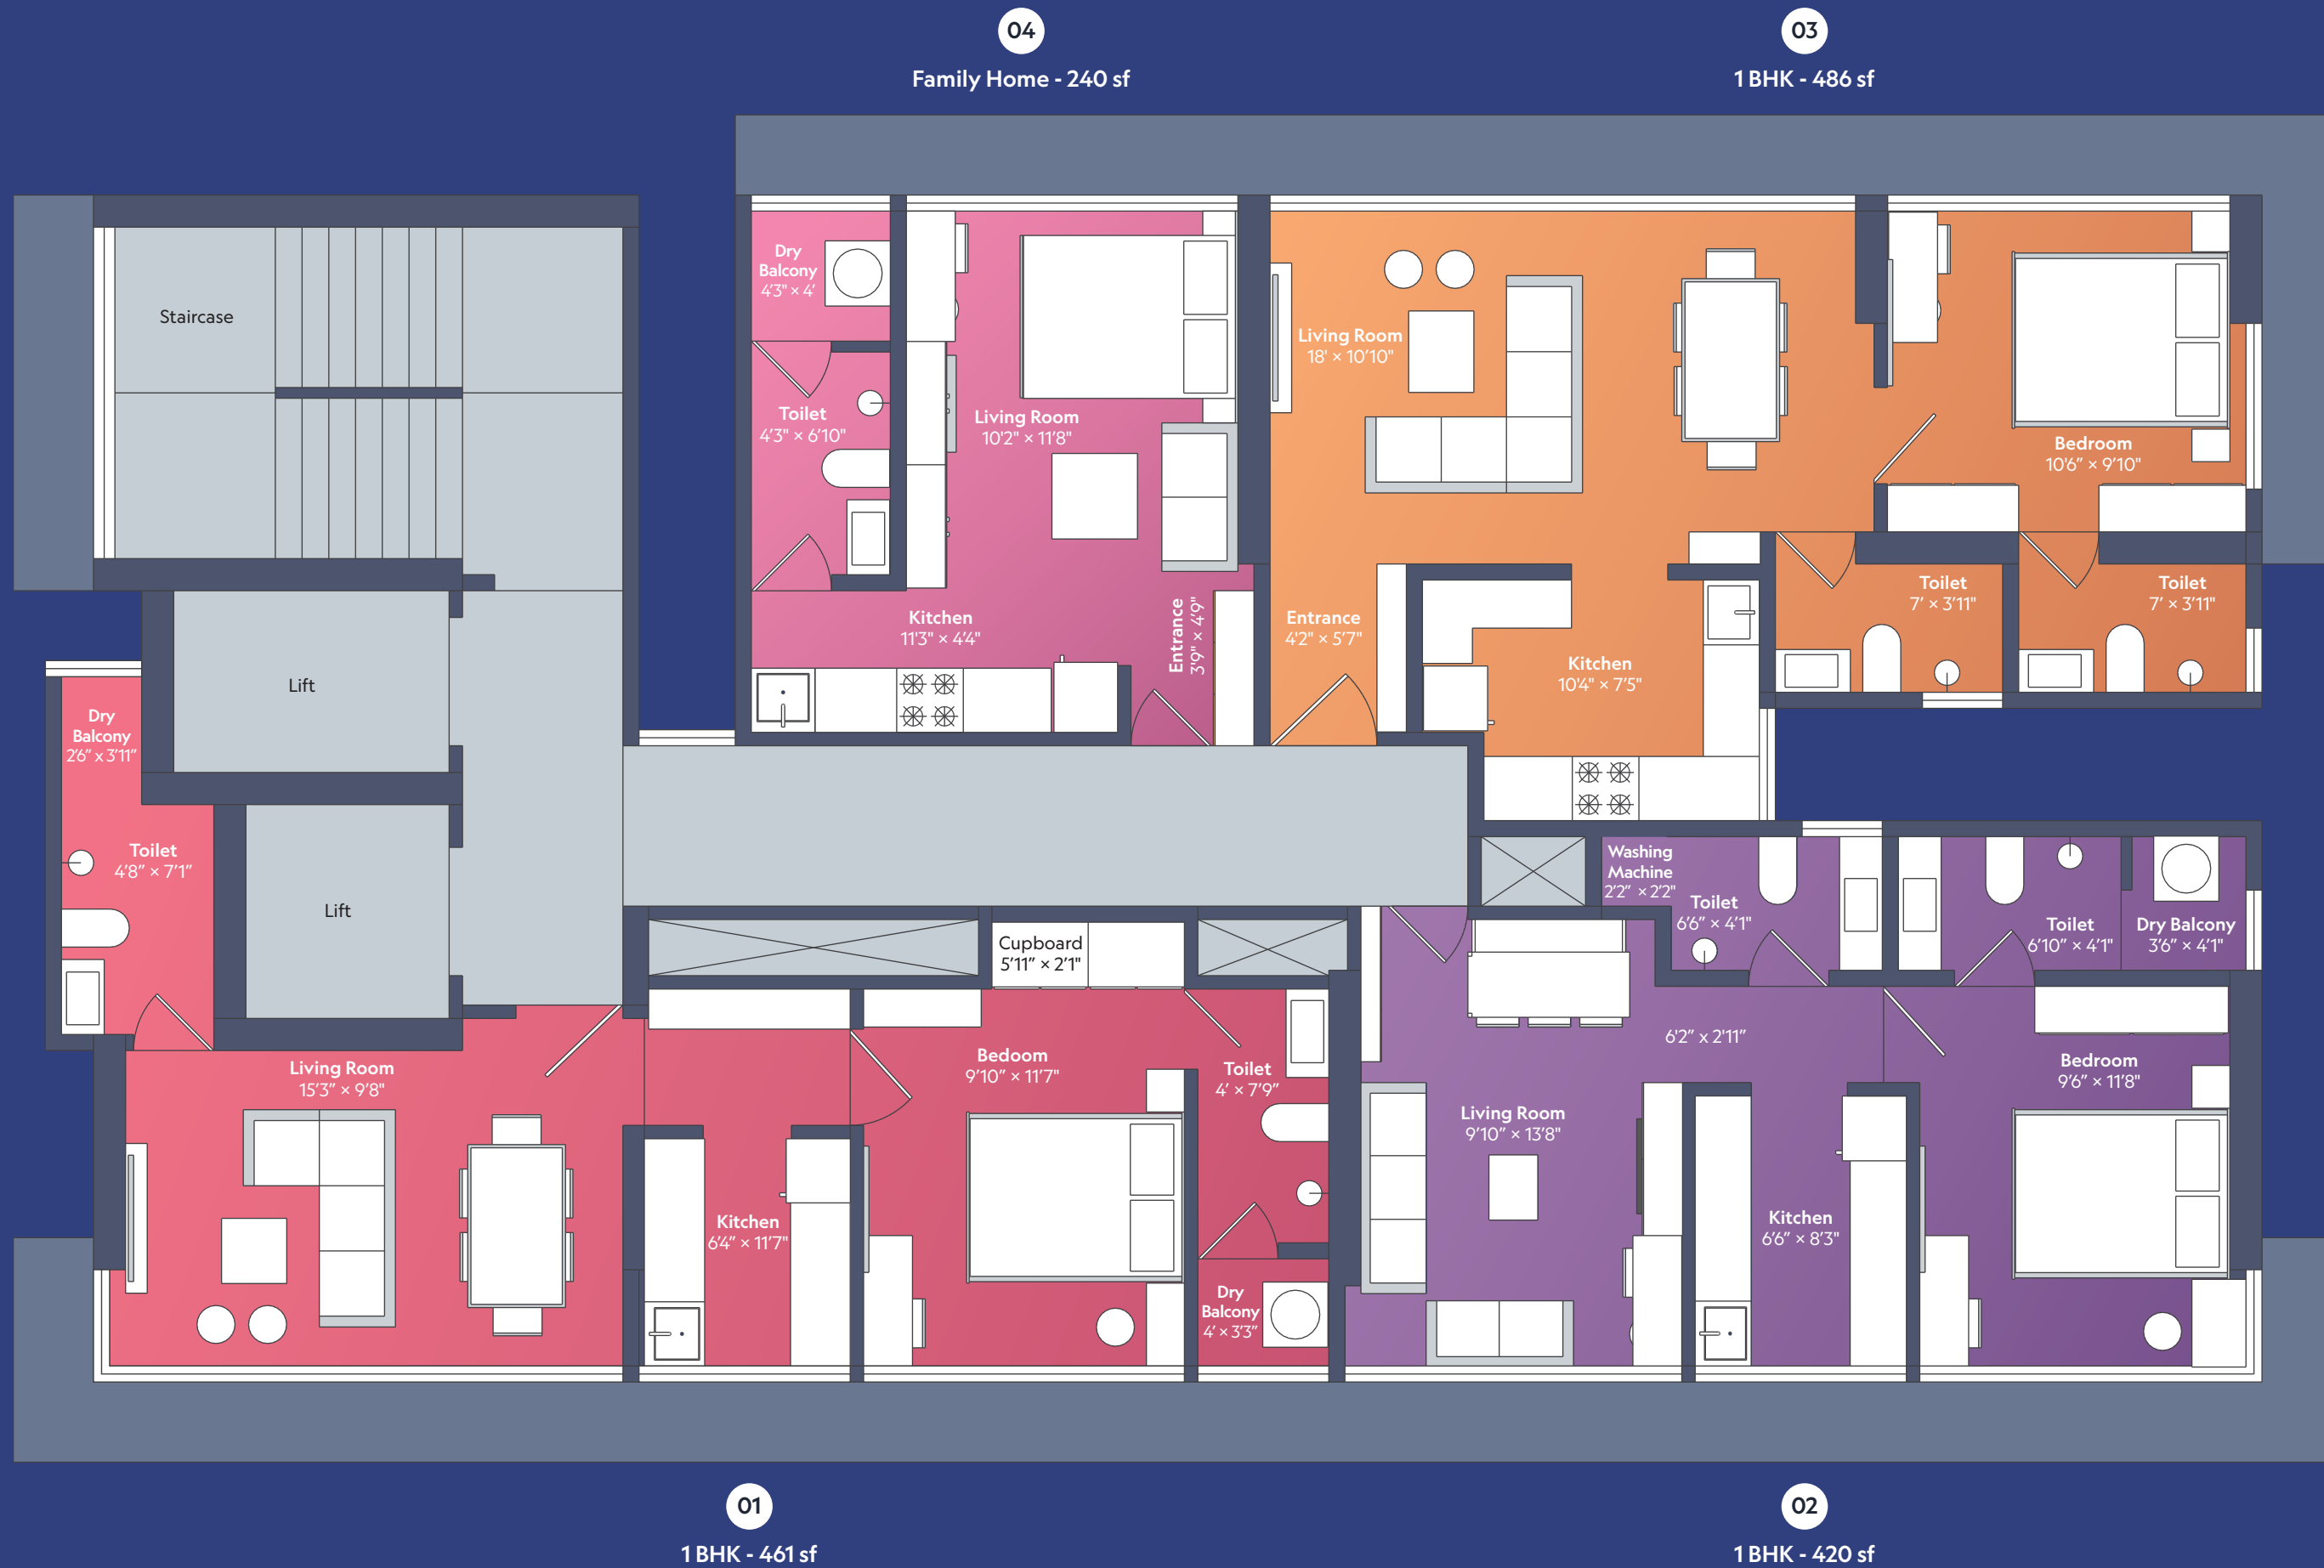 04
Family Home - 240 sf
03
1 BHK - 486 sf
Staircase
Lift
Lift
Dry
Balcony
4'3" × 4'
Toilet
4'3" × 6'10"
Living Room
10'2" × 11'8"
Kitchen
11'3" × 4'4"
Entrance
3'9" × 4'9"
Living Room
18' × 10'10"
Entrance
4'2" × 5'7"
Kitchen
10'4" × 7'5"
Bedroom
10'6” × 9'10"
Toilet
7’ × 3'11"
Toilet
7’ × 3'11"
Dry
Balcony
2'6” x 3'11”
Toilet
4'8” × 7'1”
Living Room
15'3” × 9'8"
Kitchen
6'4” × 11'7"
Cupboard
5'11” × 2'1"
Bedoom
9'10” × 11'7"
Toilet
4’ × 7'9”
Dry
Balcony
4’ × 3'3”
Washing
Machine
2'2” × 2'2"
Toilet
6'6” × 4'1”
Toilet
6'10” × 4'1"
Dry Balcony
3'6” × 4'1”
6'2” x 2'11”
Living Room
9'10” × 13'8"
Kitchen
6'6” × 8'3"
Bedroom
9'6” × 11'8"
01
1 BHK - 461 sf
02
1 BHK - 420 sf